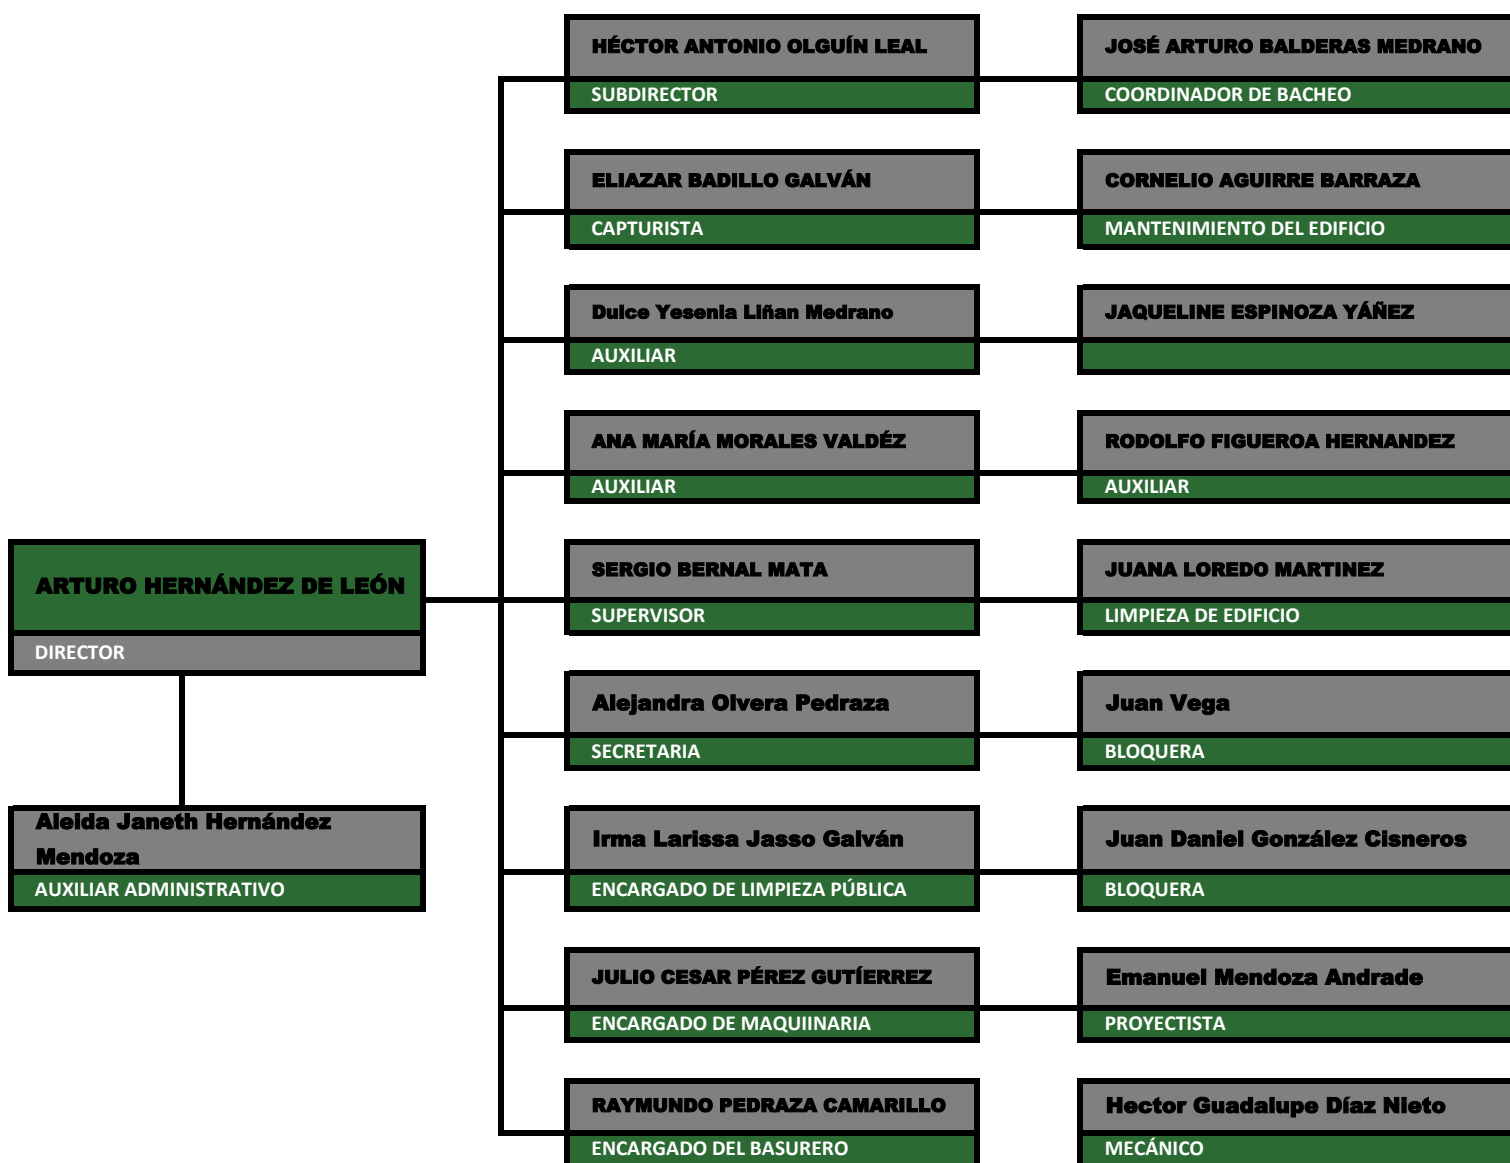 HÉCTOR ANTONIO OLGUÍN LEAL
SUBDIRECTOR
JOSÉ ARTURO BALDERAS MEDRANO
COORDINADOR DE BACHEO
ELIAZAR BADILLO GALVÁN
CAPTURISTA
CORNELIO AGUIRRE BARRAZA
MANTENIMIENTO DEL EDIFICIO
Dulce Yesenia Liñan Medrano
AUXILIAR
JAQUELINE ESPINOZA YÁÑEZ
ANA MARÍA MORALES VALDÉZ
AUXILIAR
RODOLFO FIGUEROA HERNANDEZ
AUXILIAR
ARTURO HERNÁNDEZ DE LEÓN
DIRECTOR
SERGIO BERNAL MATA
SUPERVISOR
JUANA LOREDO MARTINEZ
LIMPIEZA DE EDIFICIO
Alejandra Olvera Pedraza
SECRETARIA
Juan Vega
BLOQUERA
Aleida Janeth Hernández
Mendoza
AUXILIAR ADMINISTRATIVO
Irma Larissa Jasso Galván
ENCARGADO DE LIMPIEZA PÚBLICA
Juan Daniel González Cisneros
BLOQUERA
JULIO CESAR PÉREZ GUTÍERREZ
ENCARGADO DE MAQUIINARIA
Emanuel Mendoza Andrade
PROYECTISTA
RAYMUNDO PEDRAZA CAMARILLO
ENCARGADO DEL BASURERO
Hector Guadalupe Díaz Nieto
MECÁNICO